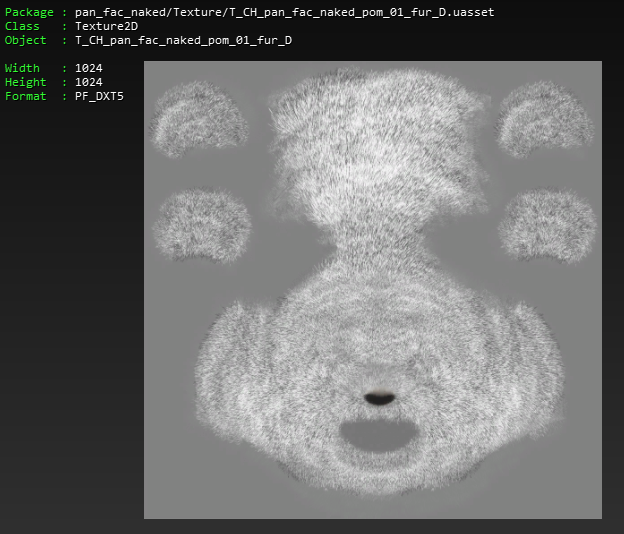 Package : pan_fac_naked/Texture/T_CH_pan_fac_naked_pom_01_fur_D.uasset
Class : Texture2D
Object : T_CH_pan_fac_naked_pom_01_fur_D
Width : 1024
Height : 1024
Format : PF_DXT5